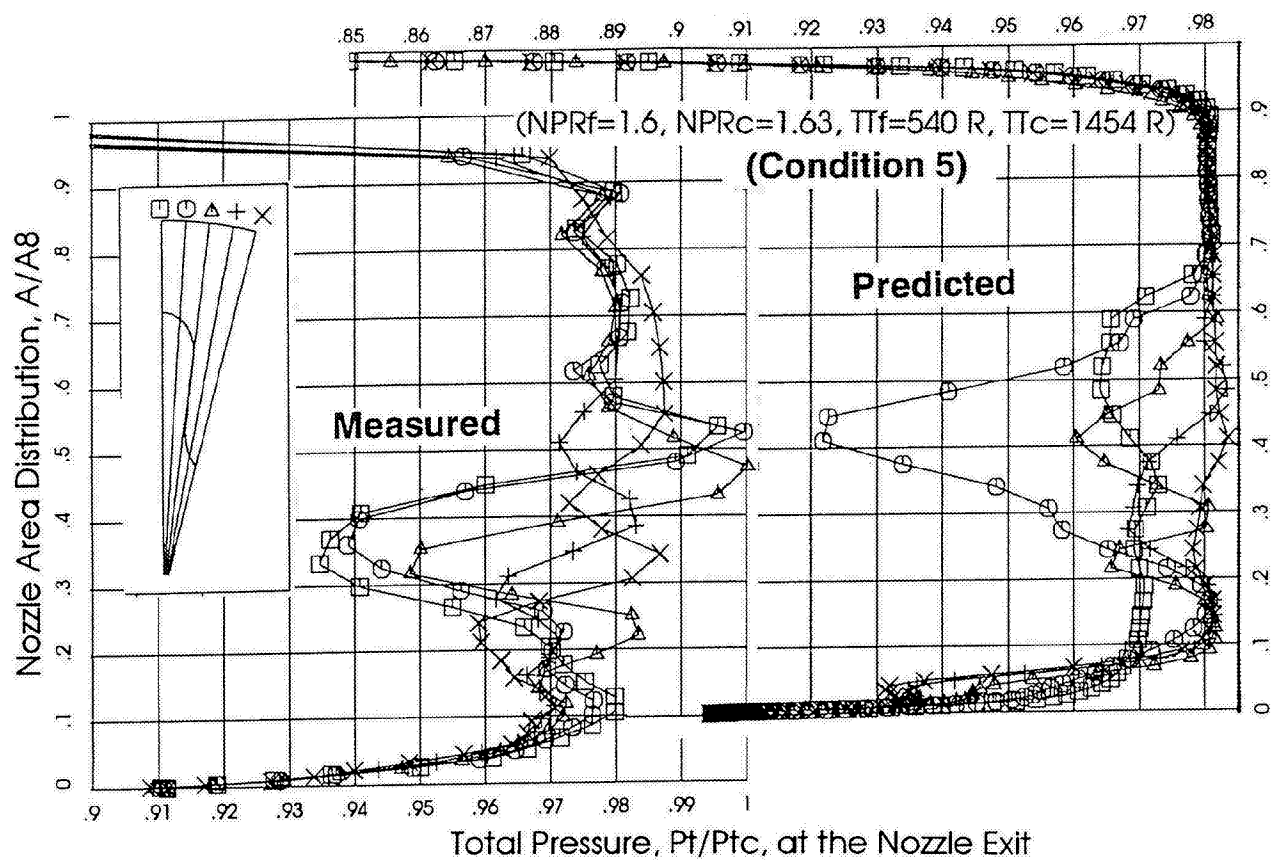 .85 .86 .87 .88 .89 .9 .91 .92 .93 .94 .95 .96 .97 .98
(NPRf=1.6, NPRc=1.63, TTf=540 R, TTc=1454 R)
(Condition 5)
Predicted
Measured
Nozzle Area Distribution, A/A8
1
.9
.8
.7
.6
.5
.4
.3
.2
.1
0
.9
.8
.7
.6
.5
.4
.3
.2
.1
0
.9 .91 .92 .93 .94 .95 .96 .97 .98 .99 1
Total Pressure, Pt/Ptc, at the Nozzle Exit